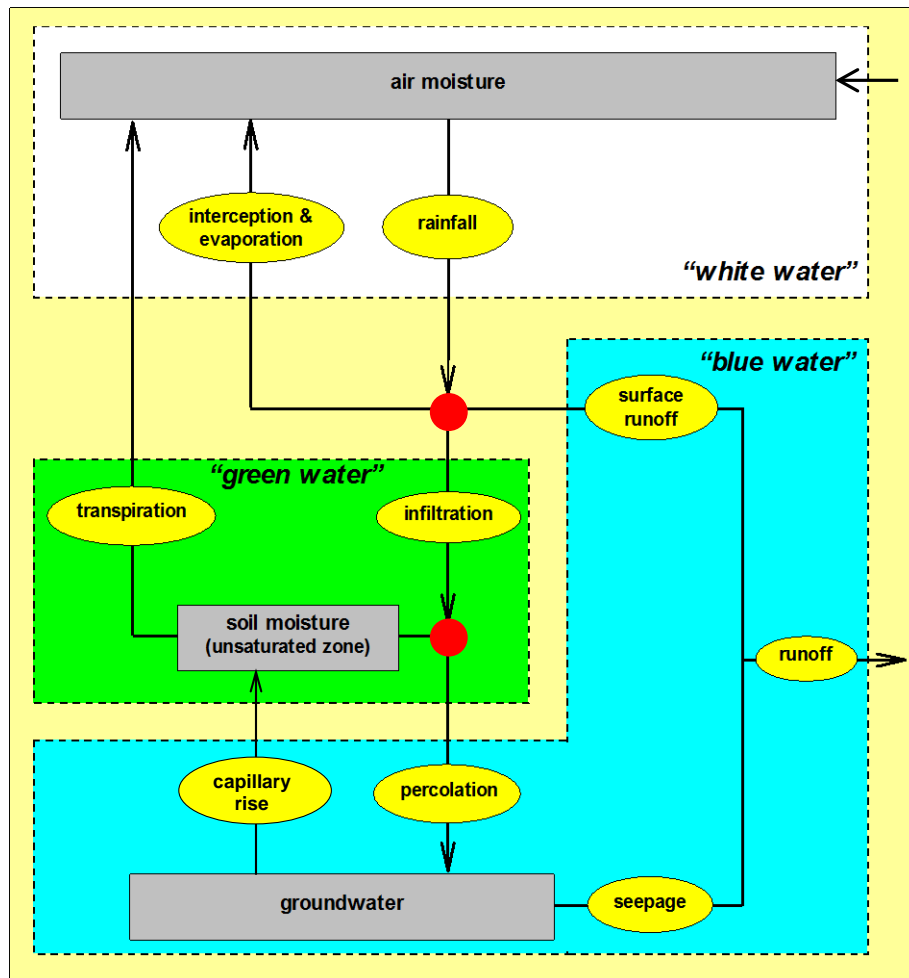 air moisture
interception &
evaporation
rainfall
“white water”
“blue water”
surface
runoff
“green water”
transpiration
infiltration
soil moisture
(unsaturated zone)
runoff
capillary
rise
percolation
groundwater
seepage